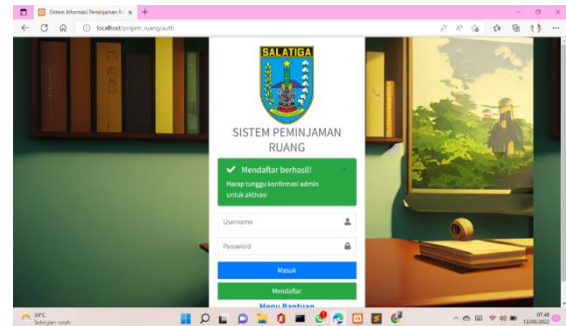 Sistem Informasi Peminjaman R
localhost/pinjam_ruang/auth
SALATIGA
SISTEM PEMINJAMAN
RUANG
Mendaftar berhasil!
Harap tunggu konfirmasi admin
untuk aktivasi
Username
Password
Masuk
Mendaftar
Menu Bantuan
24°C
Sebagian cerah
07.48
13/09/2022